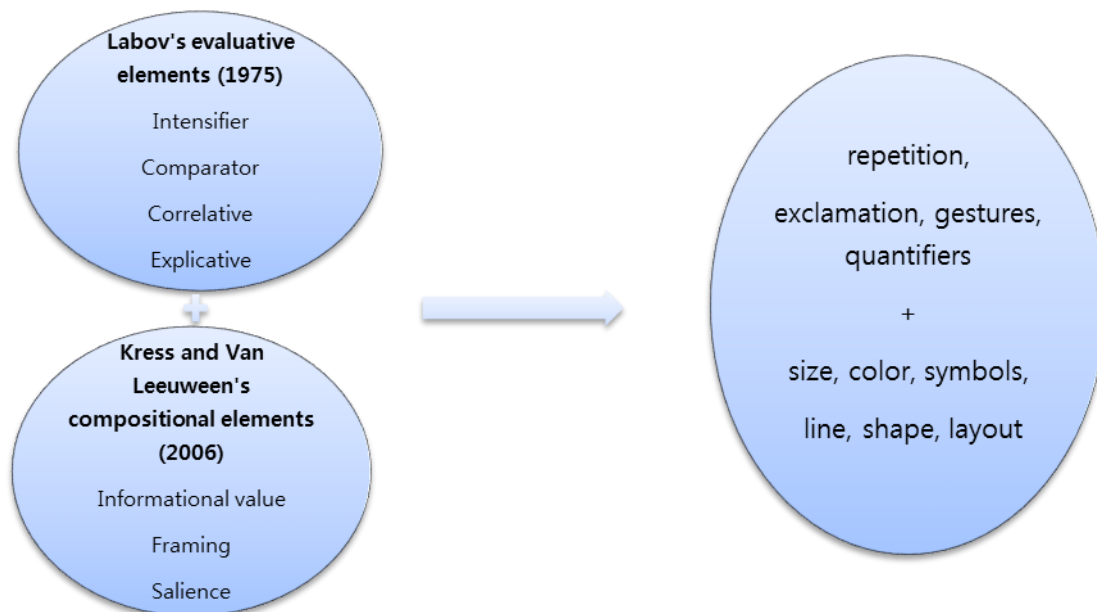 Labov's evaluative
elements (1975)
Intensifier
Comparator
Correlative
Explicative
+
Kress and Van
Leeuween's
compositional elements
(2006)
Informational value
Framing
Salience
repetition,
exclamation, gestures,
quantifiers
+
size, color, symbols,
line, shape, layout